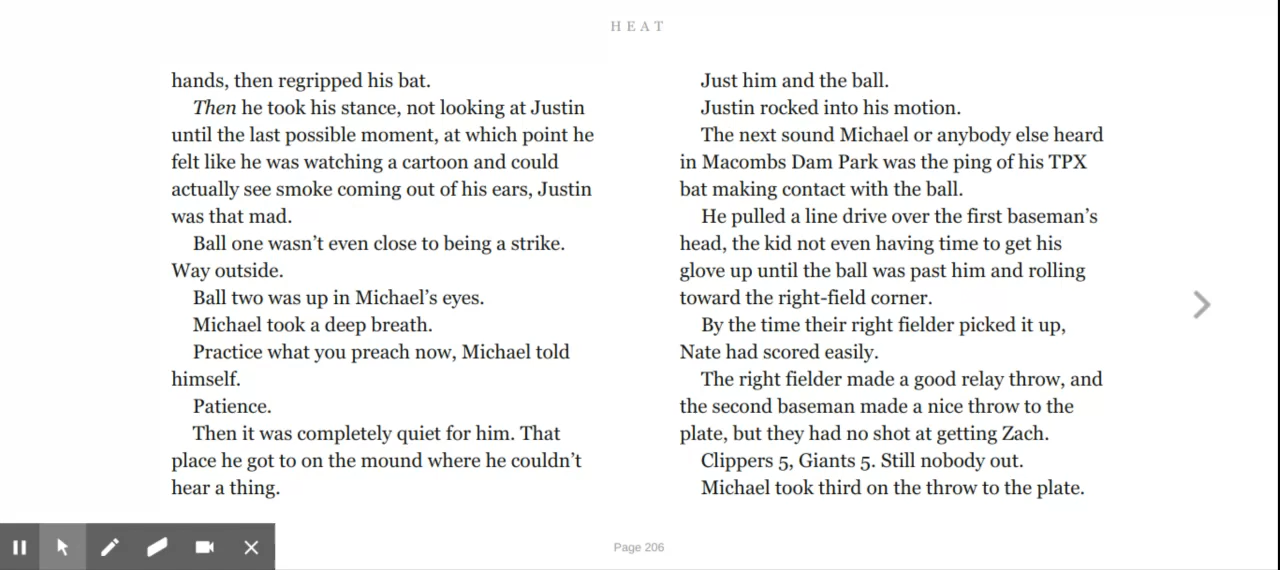 HEAT
hands, then regripped his bat.
Then he took his stance, not looking at Justin
until the last possible moment, at which point he
felt like he was watching a cartoon and could
actually see smoke coming out of his ears, Justin
was that mad.
Ball one wasn’t even close to being a strike.
Way outside.
Ball two was up in Michael’s eyes.
Michael took a deep breath.
Practice what you preach now, Michael told
himself.
Patience.
Then it was completely quiet for him. That
place he got to on the mound where he couldn’t
hear a thing.
Just him and the ball.
Justin rocked into his motion.
The next sound Michael or anybody else heard
in Macombs Dam Park was the ping of his TPX
bat making contact with the ball.
He pulled a line drive over the first baseman’s
head, the kid not even having time to get his
glove up until the ball was past him and rolling
toward the right-field corner.
By the time their right fielder picked it up,
Nate had scored easily.
The right fielder made a good relay throw, and
the second baseman made a nice throw to the
plate, but they had no shot at getting Zach.
Clippers 5, Giants 5. Still nobody out.
Michael took third on the throw to the plate.
Page 206